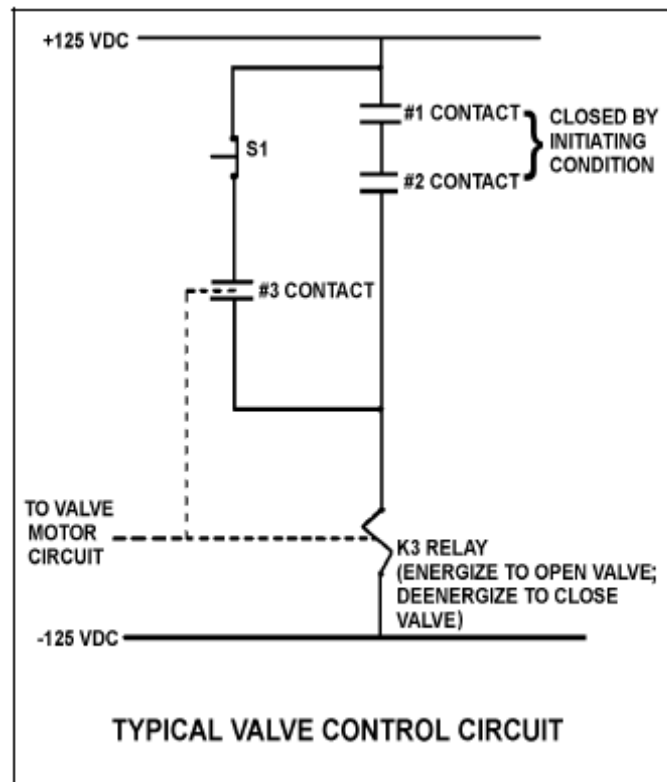 +125 VDC
#1 CONTACT
CLOSED BY
INITIATING
CONDITION
S1
#2 CONTACT
#3 CONTACT
TO VALVE
MOTOR
CIRCUIT
K3 RELAY
(ENERGIZE TO OPEN VALVE;
DEENERGIZE TO CLOSE
VALVE)
-125 VDC
TYPICAL VALVE CONTROL CIRCUIT